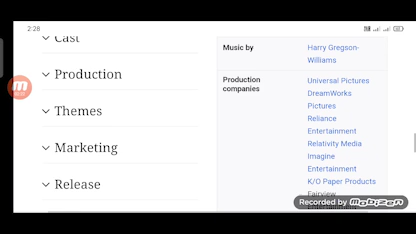 2:28
Cast
Production
Themes
Marketing
Release
Music by
Harry Gregson-
Williams
Production
companies
Universal Pictures
DreamWorks
Pictures
Reliance
Entertainment
Relativity Media
Imagine
Entertainment
K/O Paper Products
Fairview
Recorded by mobizen